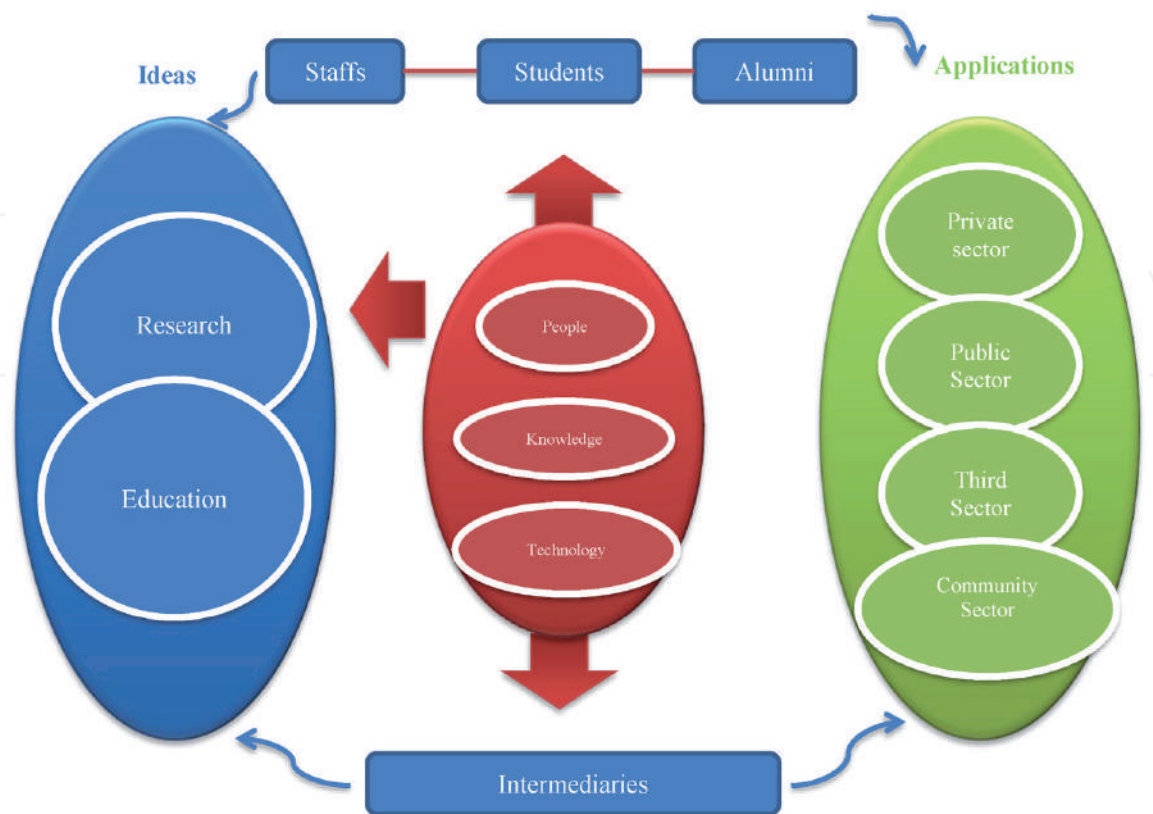 Ideas
Staffs
Students
Alumni
Applications
Research
Education
People
Knowledge
Technology
Private
sector
Public
Sector
Third
Sector
Community
Sector
Intermediaries